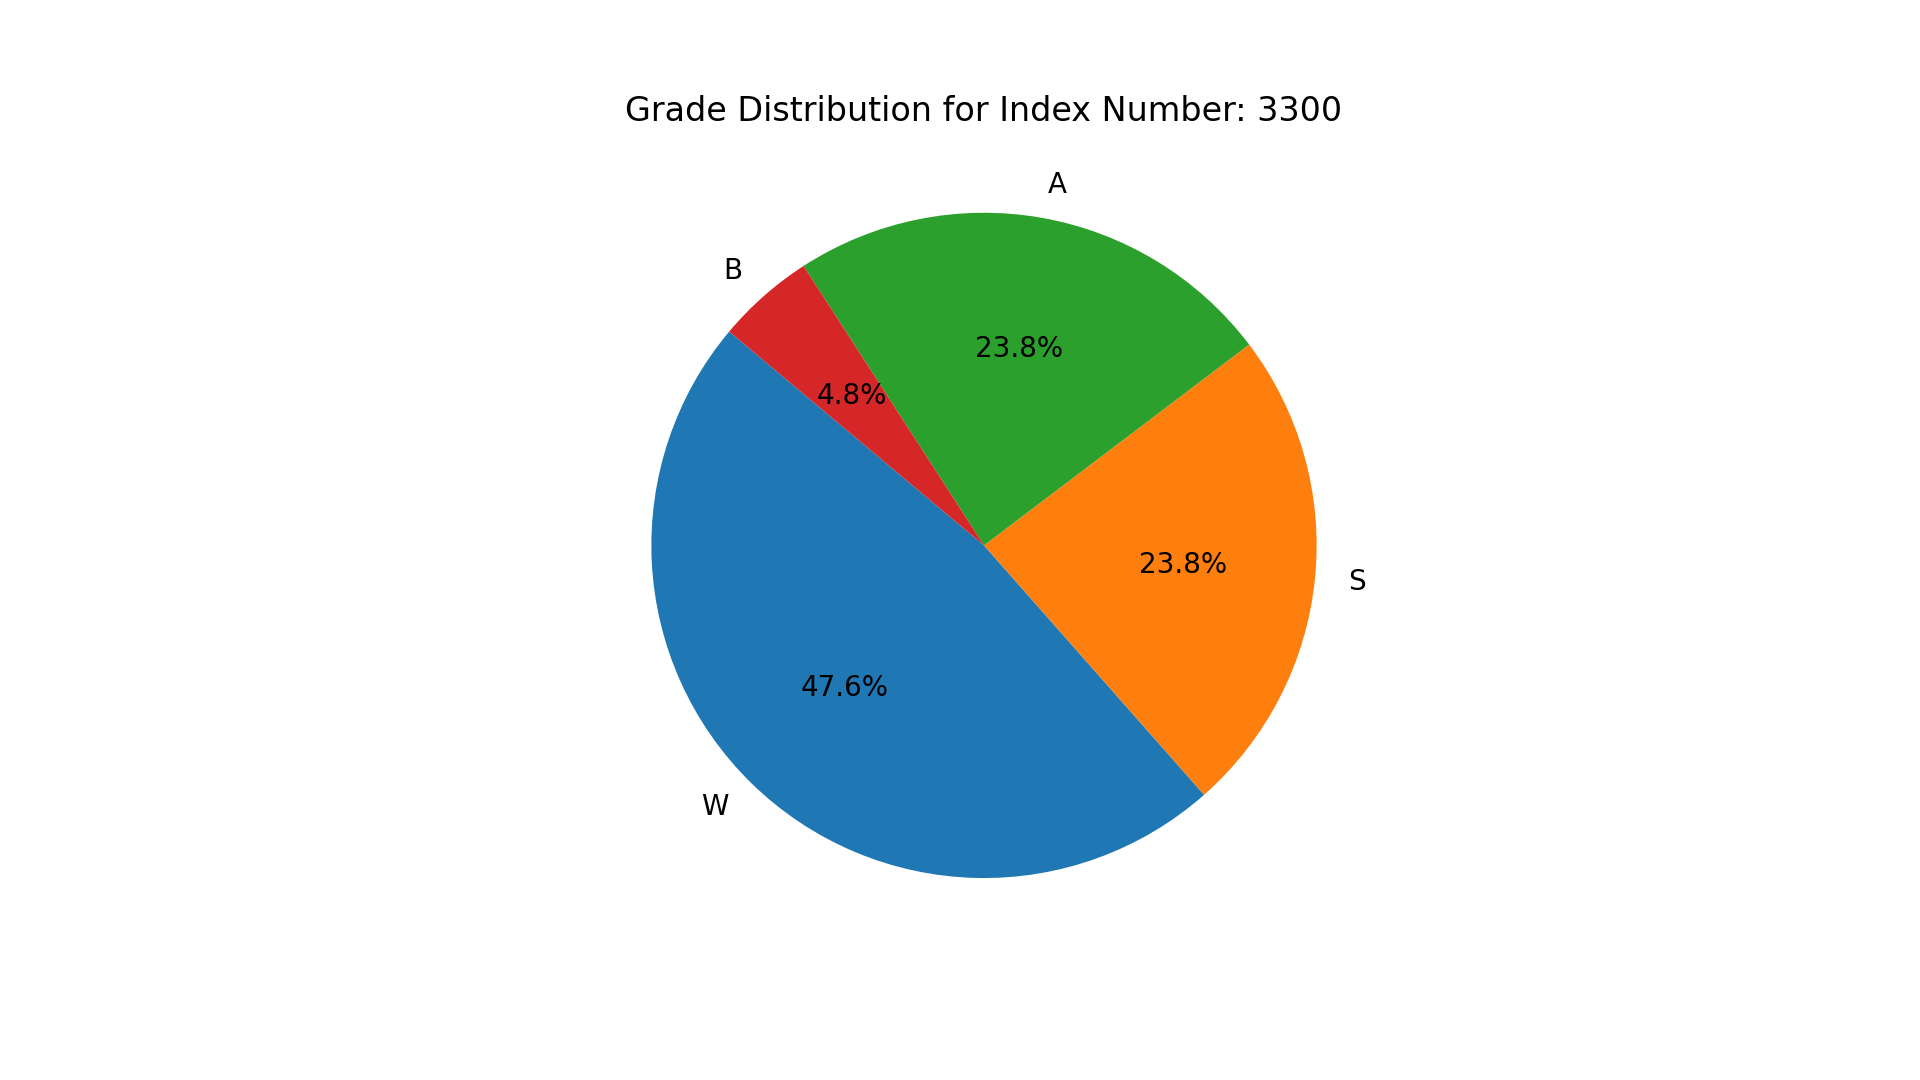 Grade Distribution for Index Number: 3300
A
B
23.8%
4.8%
23.8%
S
47.6%
W